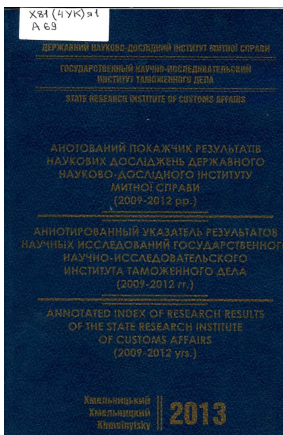 Х81(4УК)я1
А69
ДЕРЖАВНИЙ НАУКОВО-ДОСЛІДНИЙ ІНСТИТУТ МИТНОЇ СПРАВИ
ГОСУДАРСТВЕННЫЙ НАУЧНО-ИССЛЕДОВАТЕЛЬСКИЙ
ИНСТИТУТ ТАМОЖЕННОГО ДЕЛА
STATE RESEARCH INSTITUTE OF CUSTOMS AFFAIRS
АНОТОВАНИЙ ПОКАЖЧИК РЕЗУЛЬТАТІВ
НАУКОВИХ ДОСЛІДЖЕНЬ ДЕРЖАВНОГО
НАУКОВО-ДОСЛІДНОГО ІНСТИТУТУ
МИТНОЇ СПРАВИ
(2009-2012 рр.)
АННОТИРОВАННЫЙ УКАЗАТЕЛЬ РЕЗУЛЬТАТОВ
НАУЧНЫХ ИССЛЕДОВАНИЙ ГОСУДАРСТВЕННОГО
НАУЧНО-ИССЛЕДОВАТЕЛЬСКОГО
ИНСТИТУТА ТАМОЖЕННОГО ДЕЛА
(2009-2012 гг.)
ANNOTATED INDEX OF RESEARCH RESULTS
OF THE STATE RESEARCH INSTITUTE
OF CUSTOMS AFFAIRS
(2009-2012 yrs.)
Хмельницький
Хмельницкий
Khmelnytsky
2013